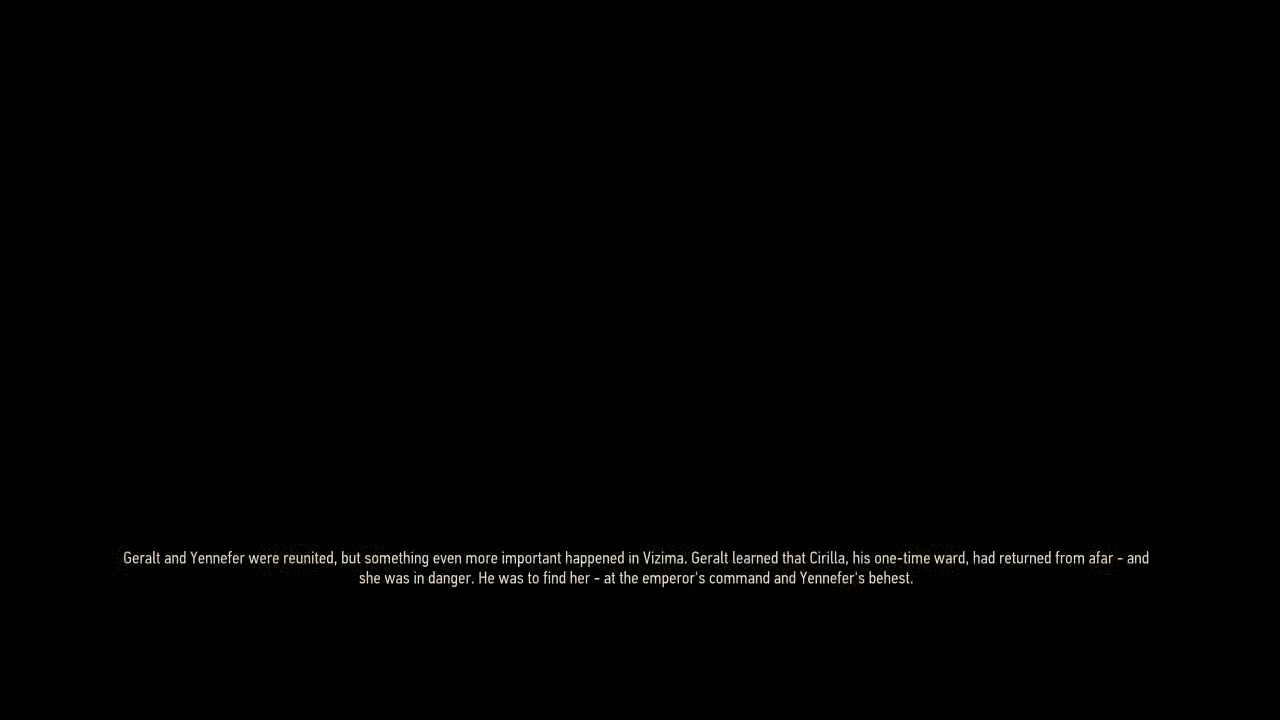 Geralt and Yennefer were reunited, but something even more important happened in Vizima. Geralt learned that Cirilla, his one-time ward, had returned from afar - and
she was in danger. He was to find her - at the emperor's command and Yennefer's behest.